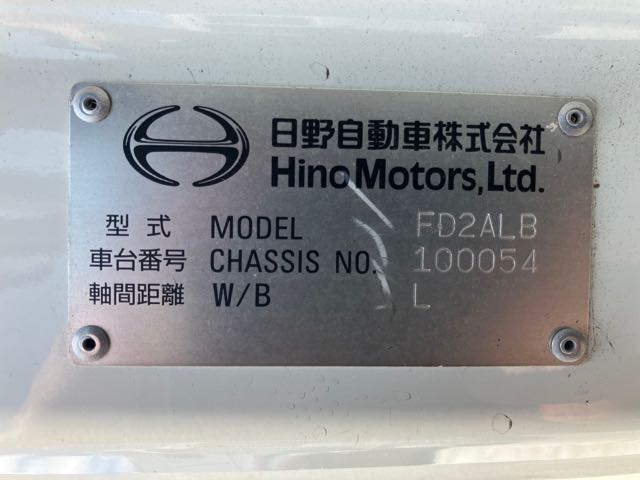 日野自動車株式会社
Hino Motors, Ltd.
型式 MODEL FD2ALB
車台番号 CHASSIS NO. 100054
軸間距離 W/B L